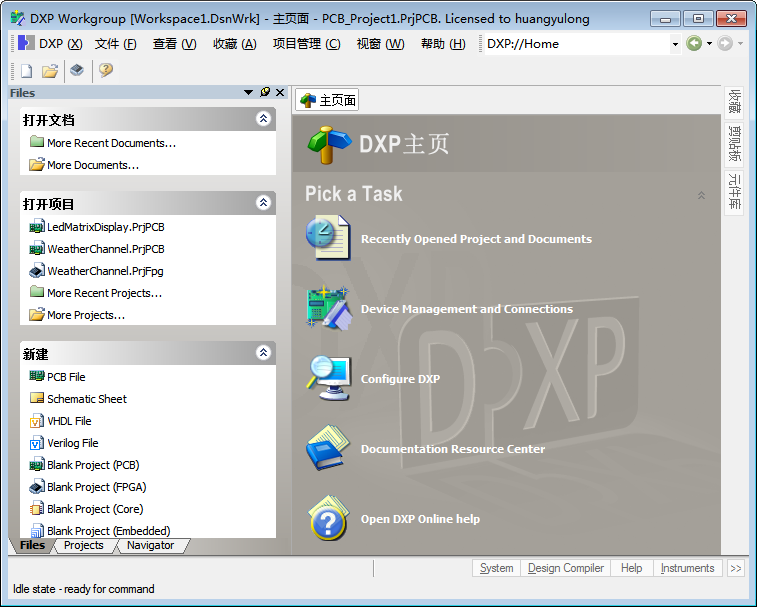 DXP Workgroup [Workspace1.DsnWrk] - 主页面 - PCB_Project1.PrjPCB. Licensed to huangyulong
DXP (X) 文件 (F) 查看 (V) 收藏 (A) 项目管理 (C) 视窗 (W) 帮助 (H) DXP://Home
Files
打开文档
More Recent Documents...
More Documents...
打开项目
LedMatrixDisplay.PrjPCB
WeatherChannel.PrjPCB
WeatherChannel.PrjFpg
More Recent Projects...
More Projects...
新建
PCB File
Schematic Sheet
VHDL File
Verilog File
Blank Project (PCB)
Blank Project (FPGA)
Blank Project (Core)
Blank Project (Embedded)
Files Projects Navigator
主页面
DXP主页
Pick a Task
Recently Opened Project and Documents
Device Management and Connections
Configure DXP
Documentation Resource Center
Open DXP Online help
DXP
收藏
剪贴板
元件库
System Design Compiler Help Instruments >>
Idle state - ready for command